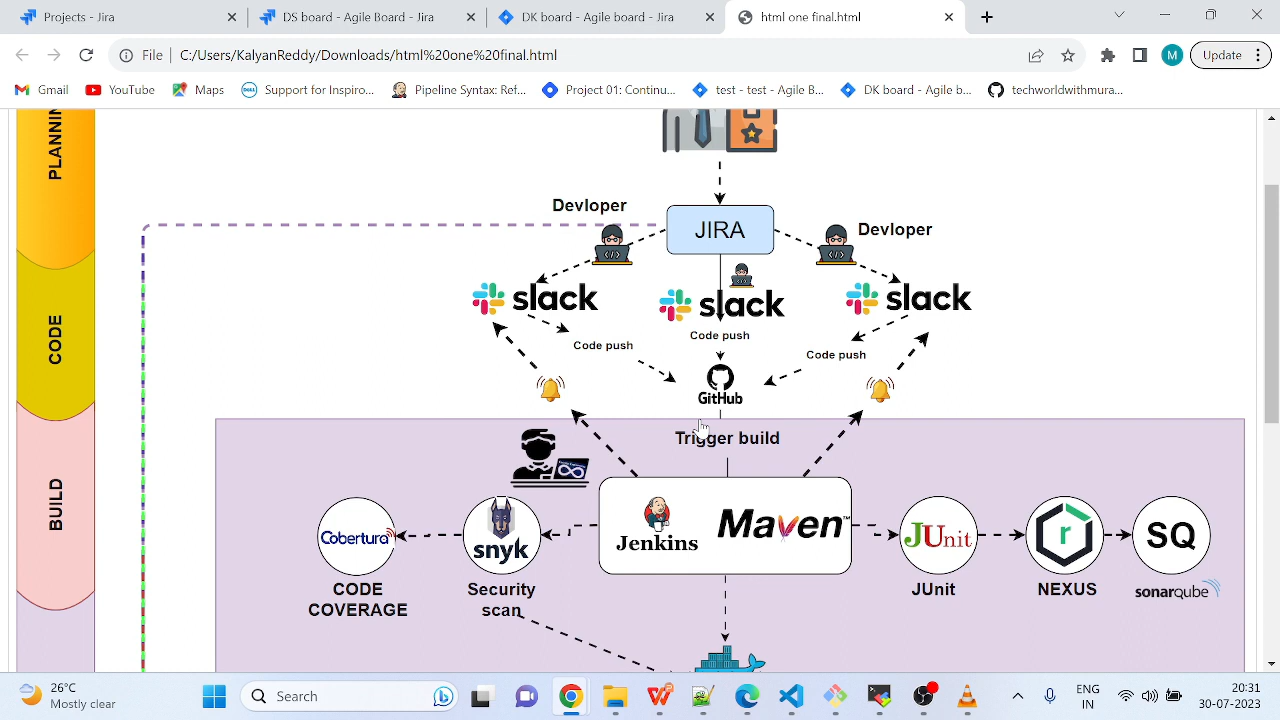 Projects - Jira
DS board - Agile board - Jira
DK board - Agile board - Jira
html one final.html
File
C:/Users/KalyanReddy/Downloads/html%20one%20final.html
M
Update
Gmail
YouTube
Maps
DELL
Support for Inspiro...
Pipeline Syntax: Ref...
Project 01: Continu...
test - test - Agile B...
DK board - Agile b...
techworldwithmura...
PLANNIN
Devloper
JIRA
Devloper
slack
slack
slack
Code push
Code push
Code push
GitHub
CODE
Trigger build
BUILD
Cobertura
snyk
Jenkins
Maven™
JUnit
r
SQ
CODE
COVERAGE
Security
scan
JUnit
NEXUS
sonarqube
26°C
Mostly clear
Search
ENG
IN
20:31
30-07-2023